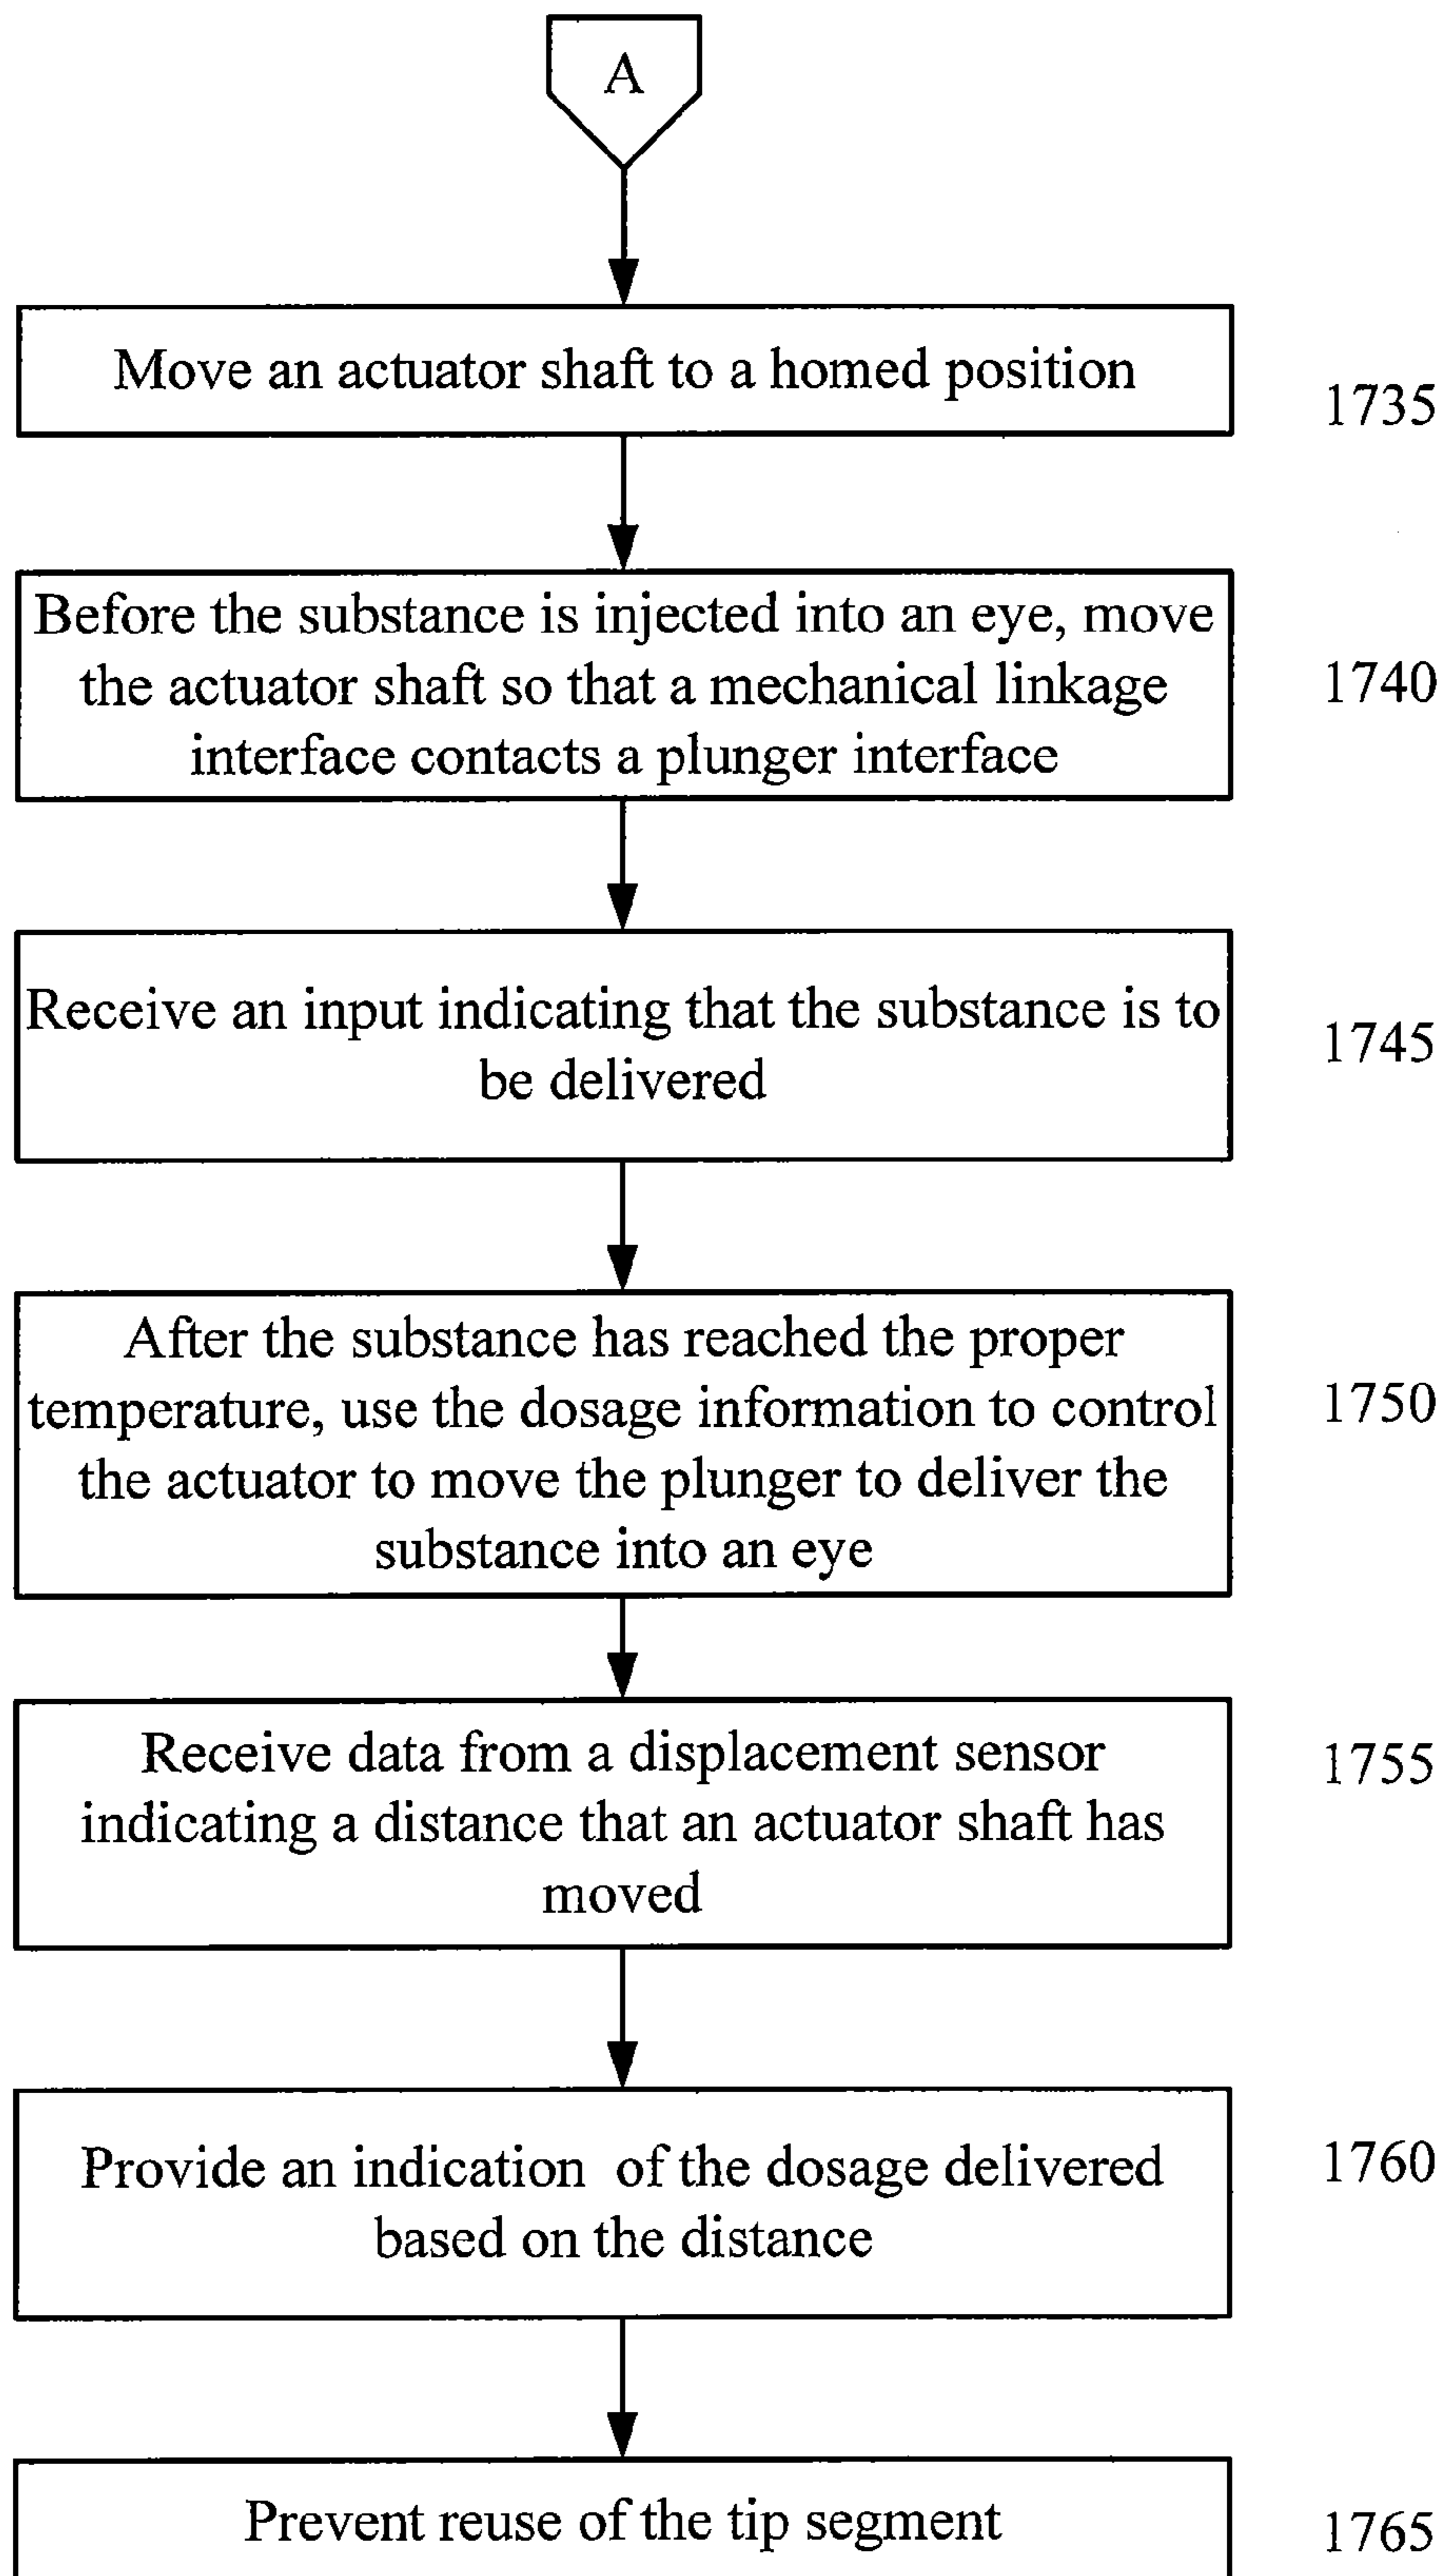 A
Move an actuator shaft to a homed position
1735
Before the substance is injected into an eye, move
the actuator shaft so that a mechanical linkage
interface contacts a plunger interface
1740
Receive an input indicating that the substance is to
be delivered
1745
After the substance has reached the proper
temperature, use the dosage information to control
the actuator to move the plunger to deliver the
substance into an eye
1750
Receive data from a displacement sensor
indicating a distance that an actuator shaft has
moved
1755
Provide an indication of the dosage delivered
based on the distance
1760
Prevent reuse of the tip segment
1765